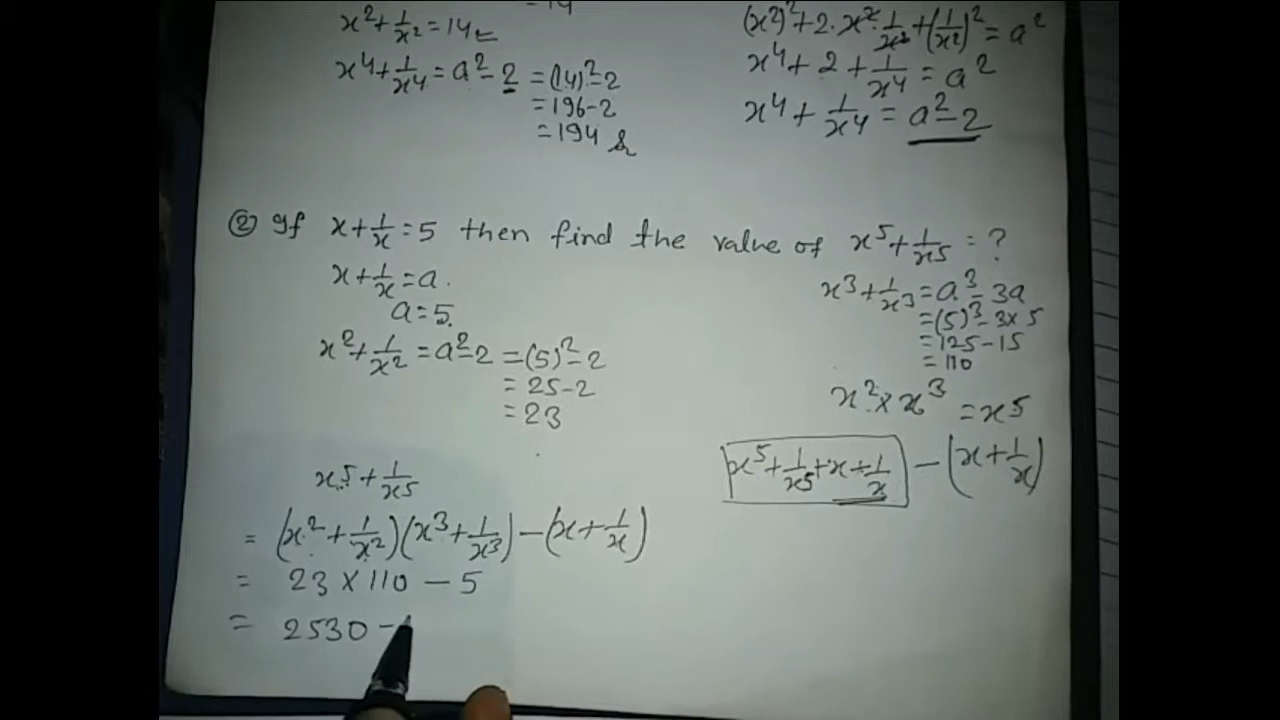 = 14
x² + 1/x² = 14
x⁴ + 1/x⁴ = a² - 2 = (14)² - 2
= 196 - 2
= 194
(x²)² + 2 · x² · 1/x² + (1/x²)² = a²
x⁴ + 2 + 1/x⁴ = a²
x⁴ + 1/x⁴ = a² - 2
② If x + 1/x = 5 then find the value of x⁵ + 1/x⁵ = ?
x + 1/x = a.
a = 5.
x² + 1/x² = a² - 2 = (5)² - 2
= 25 - 2
= 23
x³ + 1/x³ = a³ - 3a
= (5)³ - 3 × 5
= 125 - 15
= 110
x² × x³ = x⁵
x⁵ + 1/x⁵ + x + 1/x - (x + 1/x)
x⁵ + 1/x⁵
= (x² + 1/x²)(x³ + 1/x³) - (x + 1/x)
= 23 × 110 - 5
= 2530 -